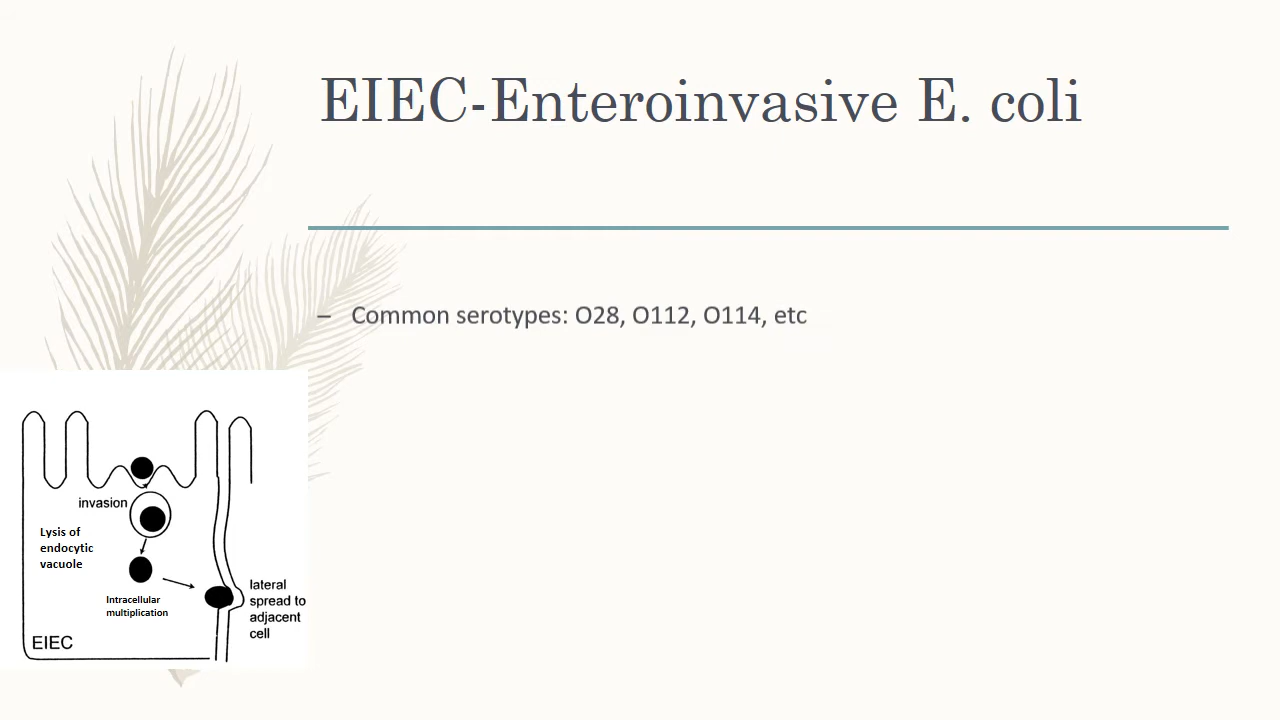 EIEC-Enteroinvasive E. coli
– Common serotypes: O28, O112, O114, etc
invasion
Lysis of
endocytic
vacuole
Intracellular
multiplication
lateral
spread to
adjacent
cell
EIEC